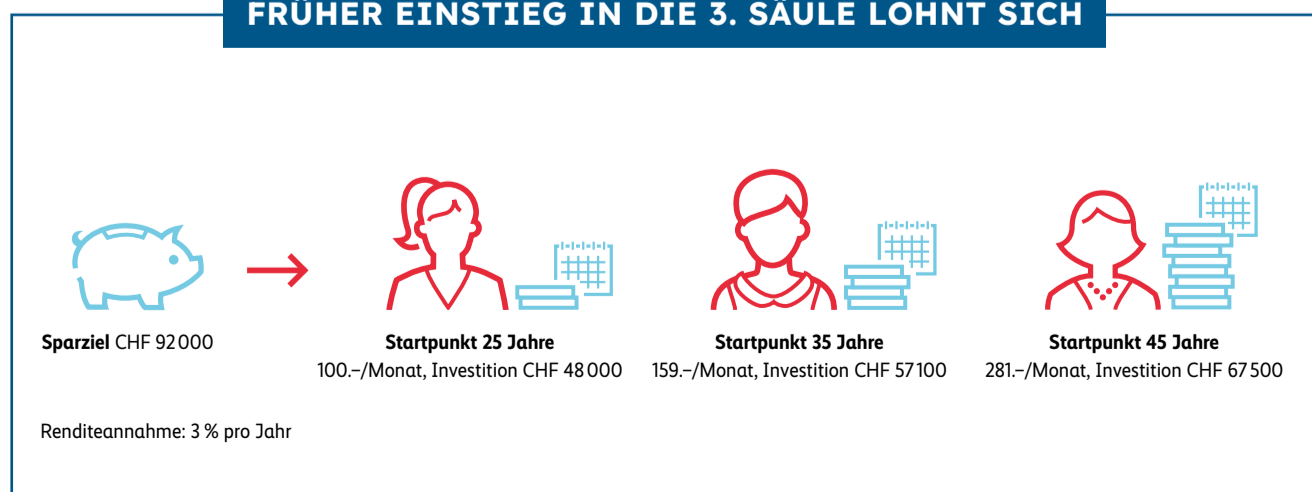 FRÜHER EINSTIEG IN DIE 3. SÄULE LOHNT SICH
Sparziel CHF 92 000
Startpunkt 25 Jahre
100.–/Monat, Investition CHF 48 000
Startpunkt 35 Jahre
159.–/Monat, Investition CHF 57 100
Startpunkt 45 Jahre
281.–/Monat, Investition CHF 67 500
Renditeannahme: 3 % pro Jahr